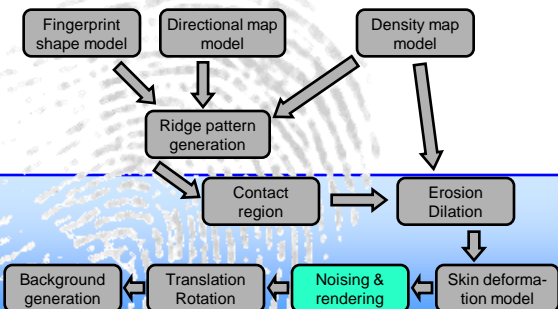 Fingerprint
shape model
Directional map
model
Density map
model
Ridge pattern
generation
Contact
region
Erosion
Dilation
Background
generation
Translation
Rotation
Noising &
rendering
Skin deforma-
tion model